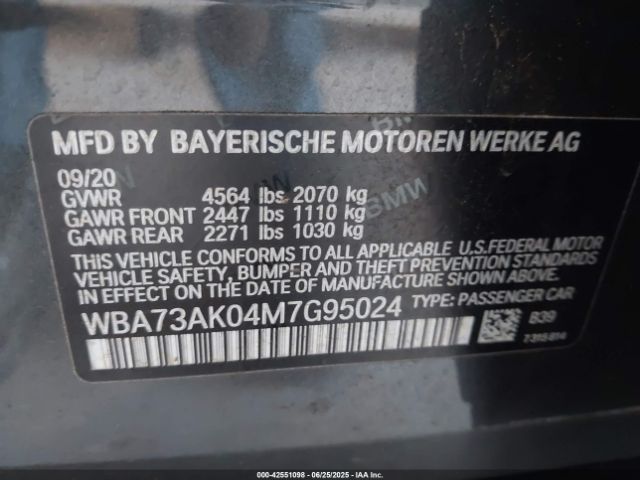 MFD BY BAYERISCHE MOTOREN WERKE AG
09/20
GVWR 4564 lbs 2070 kg
GAWR FRONT 2447 lbs 1110 kg
GAWR REAR 2271 lbs 1030 kg
THIS VEHICLE CONFORMS TO ALL APPLICABLE U.S.FEDERAL MOTOR
VEHICLE SAFETY, BUMPER AND THEFT PREVENTION STANDARDS
IN EFFECT ON THE DATE OF MANUFACTURE SHOWN ABOVE.
WBA73AK04M7G95024 TYPE: PASSENGER CAR
B39
7315 814
BMW
000-42551098 - 06/25/2025 - IAA Inc.